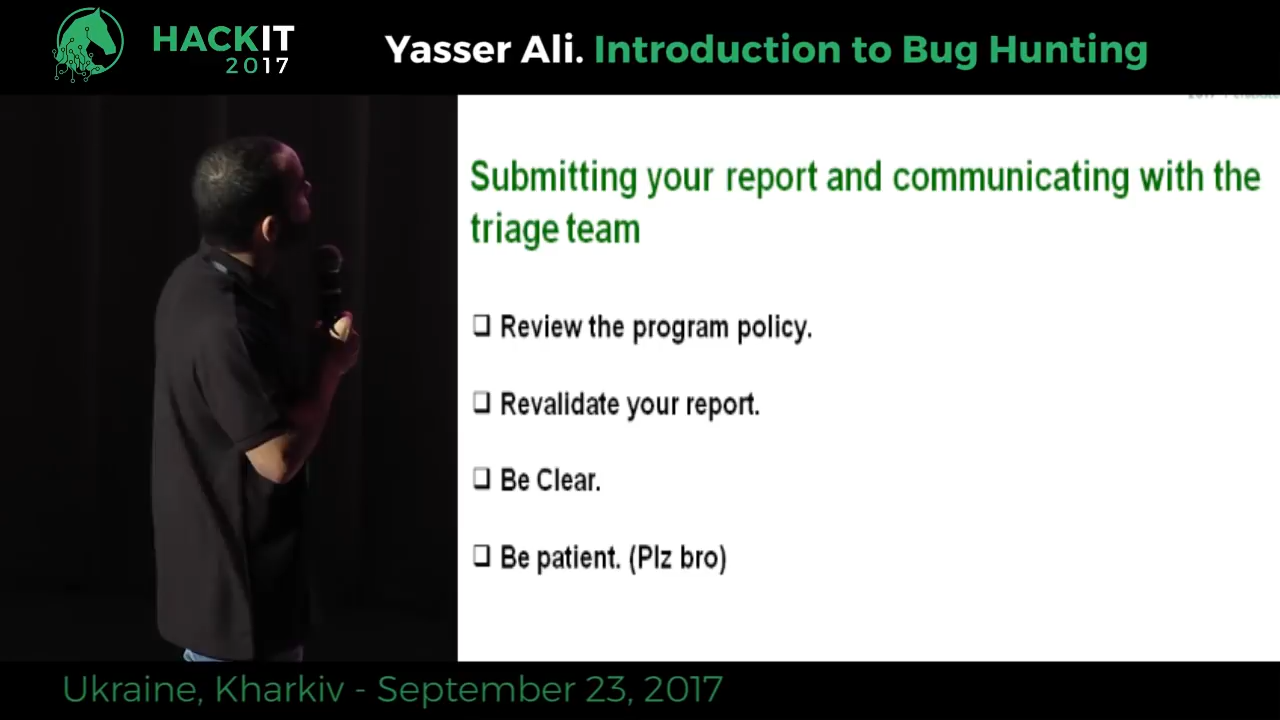 HACKIT
2017
Yasser Ali. Introduction to Bug Hunting
Submitting your report and communicating with the
triage team
❑ Review the program policy.
❑ Revalidate your report.
❑ Be Clear.
❑ Be patient. (Plz bro)
Ukraine, Kharkiv - September 23, 2017